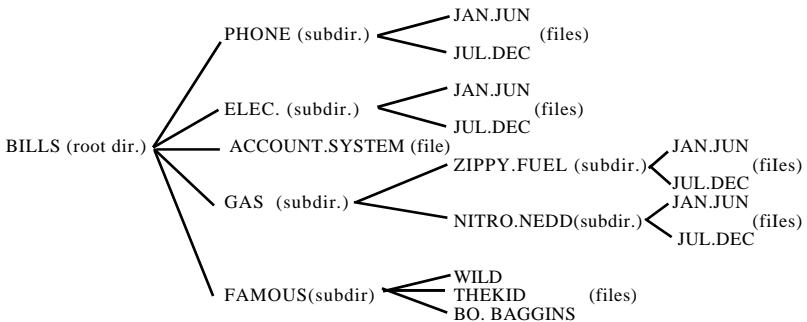 JAN.JUN
PHONE (subdir.)
(files)
JUL.DEC
JAN.JUN
ELEC. (subdir.)
(files)
JUL.DEC
BILLS (root dir.)
ACCOUNT.SYSTEM (file)
JAN.JUN
ZIPPY.FUEL (subdir.)
(files)
JUL.DEC
GAS (subdir.)
JAN.JUN
NITRO.NEDD(subdir.)
(files)
JUL.DEC
WILD
FAMOUS(subdir)
THEKID
(files)
BO. BAGGINS